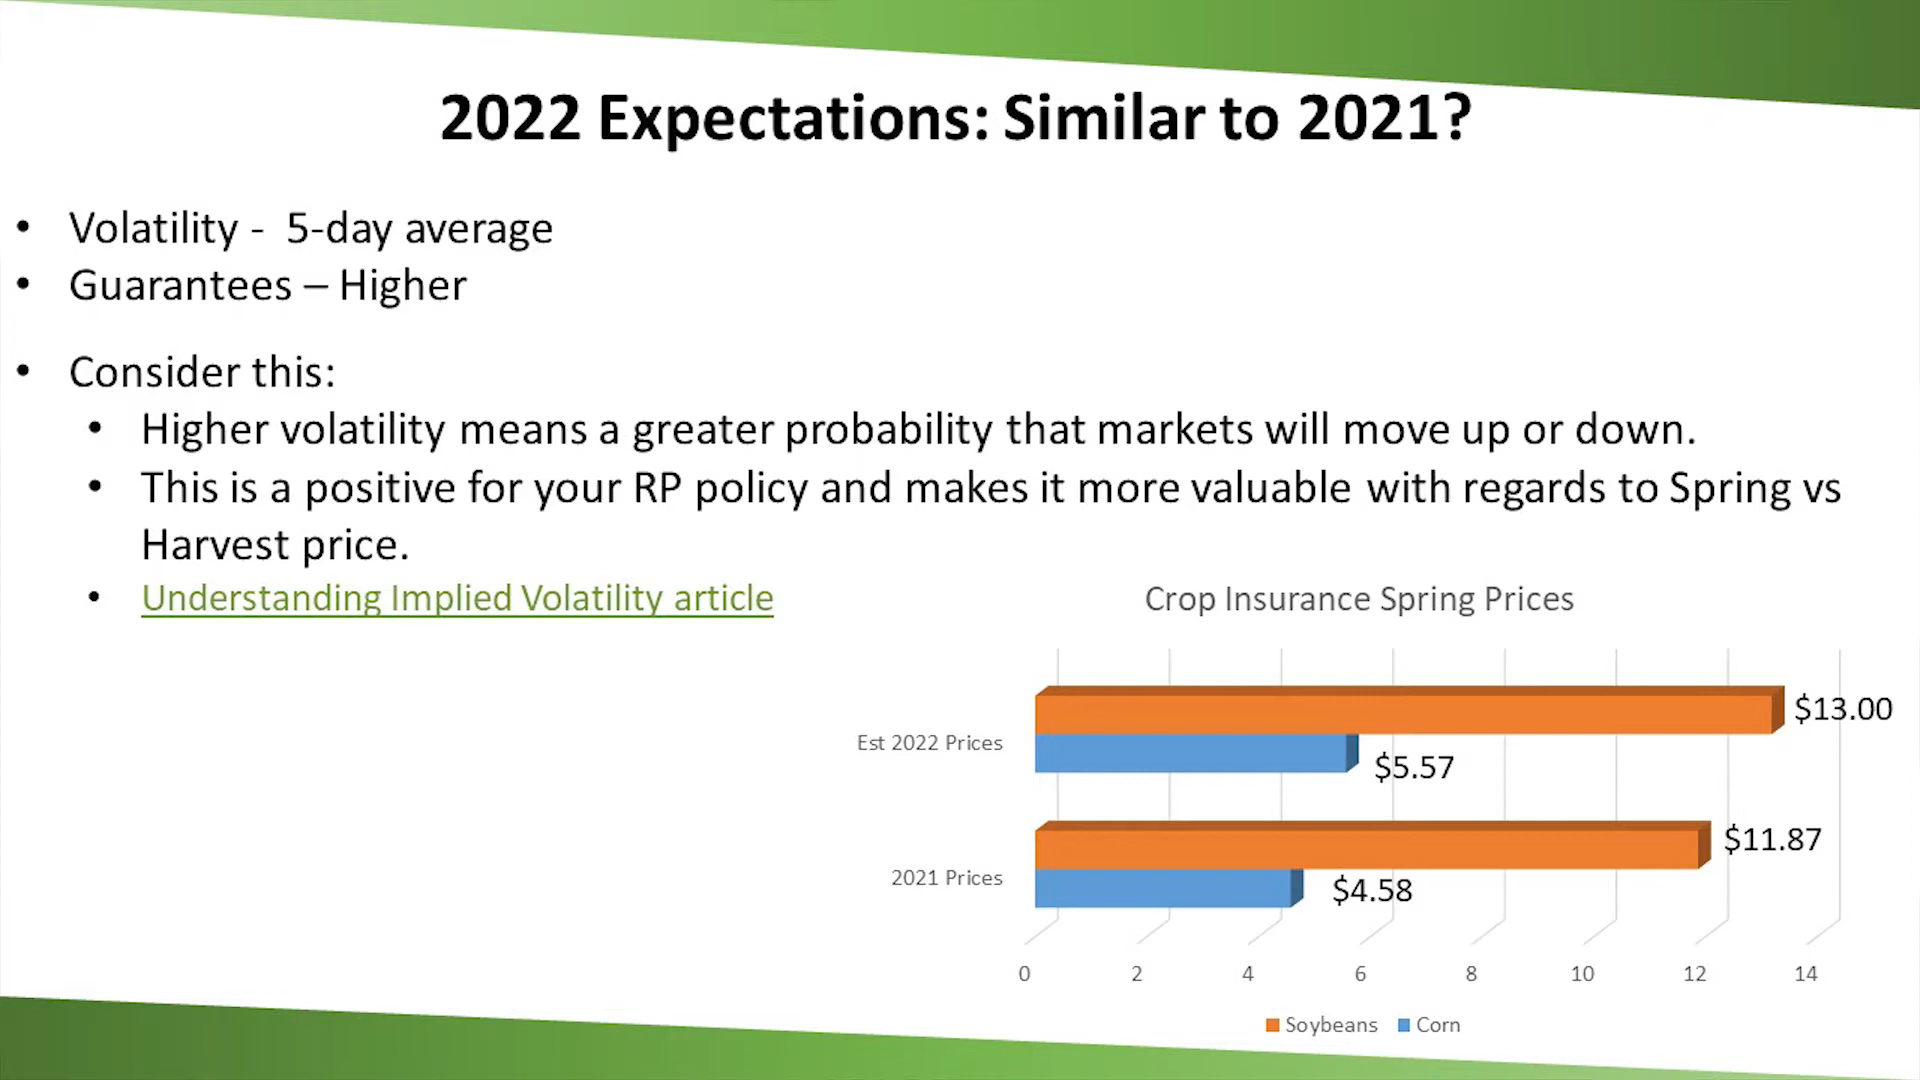 2022 Expectations: Similar to 2021?
• Volatility - 5-day average
• Guarantees – Higher
• Consider this:
• Higher volatility means a greater probability that markets will move up or down.
• This is a positive for your RP policy and makes it more valuable with regards to Spring vs
Harvest price.
• Understanding Implied Volatility article
Crop Insurance Spring Prices
Est 2022 Prices
$13.00
$5.57
2021 Prices
$11.87
$4.58
0 2 4 6 8 10 12 14
Soybeans Corn